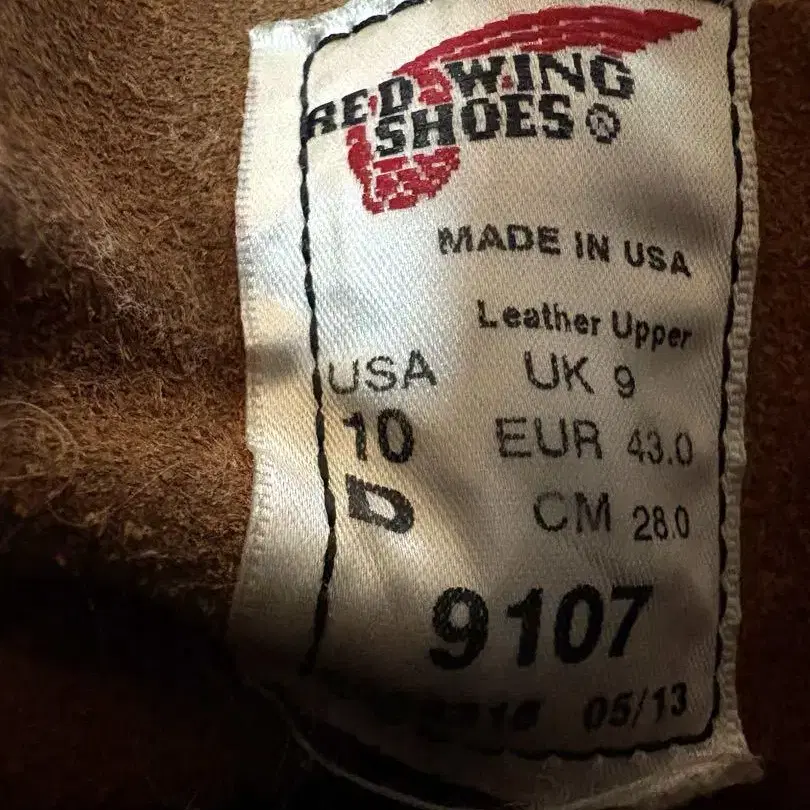 RED WING
SHOES ®
MADE IN USA
Leather Upper
USA UK 9
10 EUR 43.0
D CM 28.0
9107
05/13